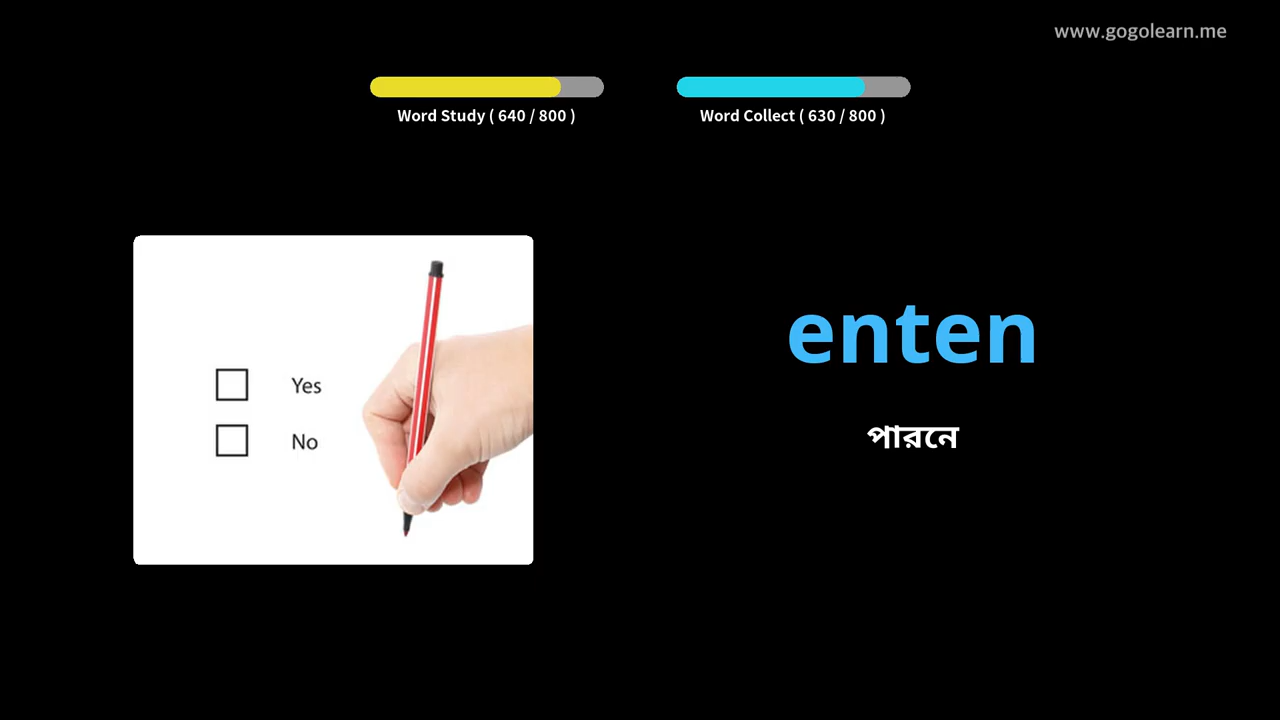 www.gogolearn.me
Word Study ( 640 / 800 )
Word Collect ( 630 / 800 )
Yes
No
enten
পারনে